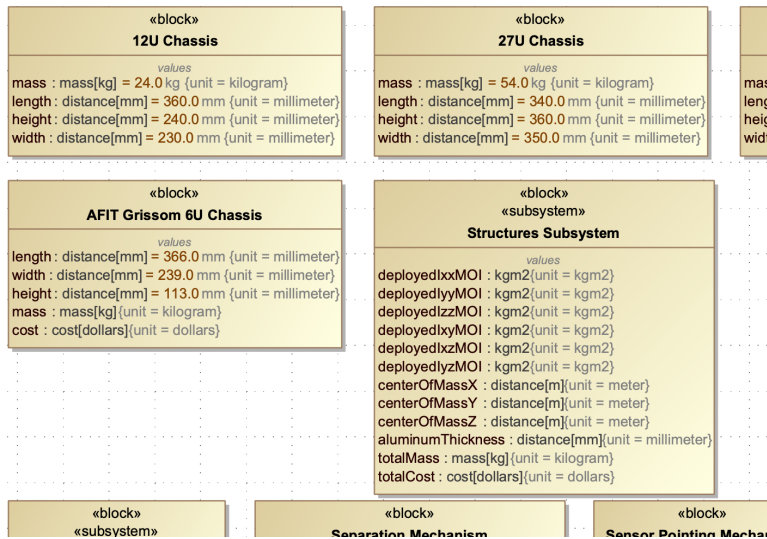 «block»
12U Chassis
values
mass : mass[kg] = 24.0 kg {unit = kilogram}
length : distance[mm] = 360.0 mm {unit = millimeter}
height : distance[mm] = 240.0 mm {unit = millimeter}
width : distance[mm] = 230.0 mm {unit = millimeter}
«block»
27U Chassis
values
mass : mass[kg] = 54.0 kg {unit = kilogram}
length : distance[mm] = 340.0 mm {unit = millimeter}
height : distance[mm] = 360.0 mm {unit = millimeter}
width : distance[mm] = 350.0 mm {unit = millimeter}
«block»
AFIT Grissom 6U Chassis
values
length : distance[mm] = 366.0 mm {unit = millimeter}
width : distance[mm] = 239.0 mm {unit = millimeter}
height : distance[mm] = 113.0 mm {unit = millimeter}
mass : mass[kg]{unit = kilogram}
cost : cost[dollars]{unit = dollars}
«block»
«subsystem»
Structures Subsystem
values
deployedIxxMOI : kgm2{unit = kgm2}
deployedIyyMOI : kgm2{unit = kgm2}
deployedIzzMOI : kgm2{unit = kgm2}
deployedIxyMOI : kgm2{unit = kgm2}
deployedIxzMOI : kgm2{unit = kgm2}
deployedIyzMOI : kgm2{unit = kgm2}
centerOfMassX : distance[m]{unit = meter}
centerOfMassY : distance[m]{unit = meter}
centerOfMassZ : distance[m]{unit = meter}
aluminumThickness : distance[mm]{unit = millimeter}
totalMass : mass[kg]{unit = kilogram}
totalCost : cost[dollars]{unit = dollars}
«block»
«subsystem»
«block»
Separation Mechanism
«block»
Sensor Pointing